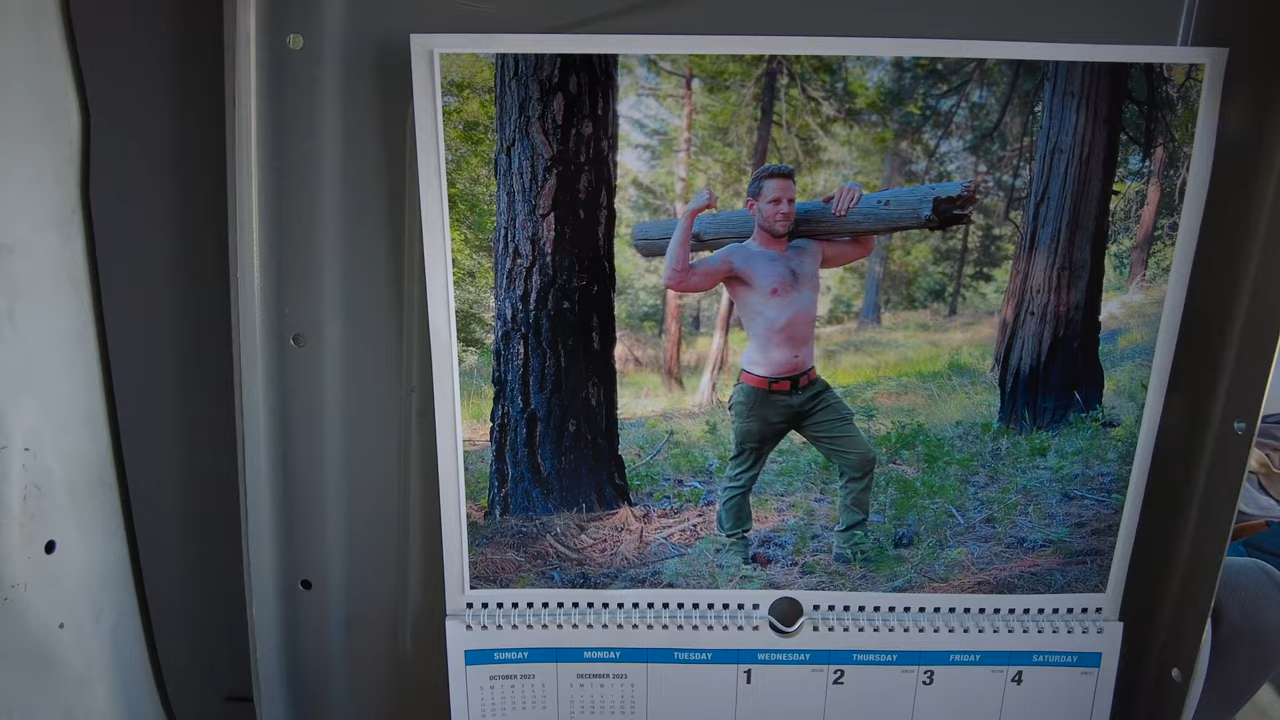 SUNDAY MONDAY TUESDAY WEDNESDAY THURSDAY FRIDAY SATURDAY
OCTOBER 2023 DECEMBER 2023 1 2 3 4
S M T W T F S S M T W T F S